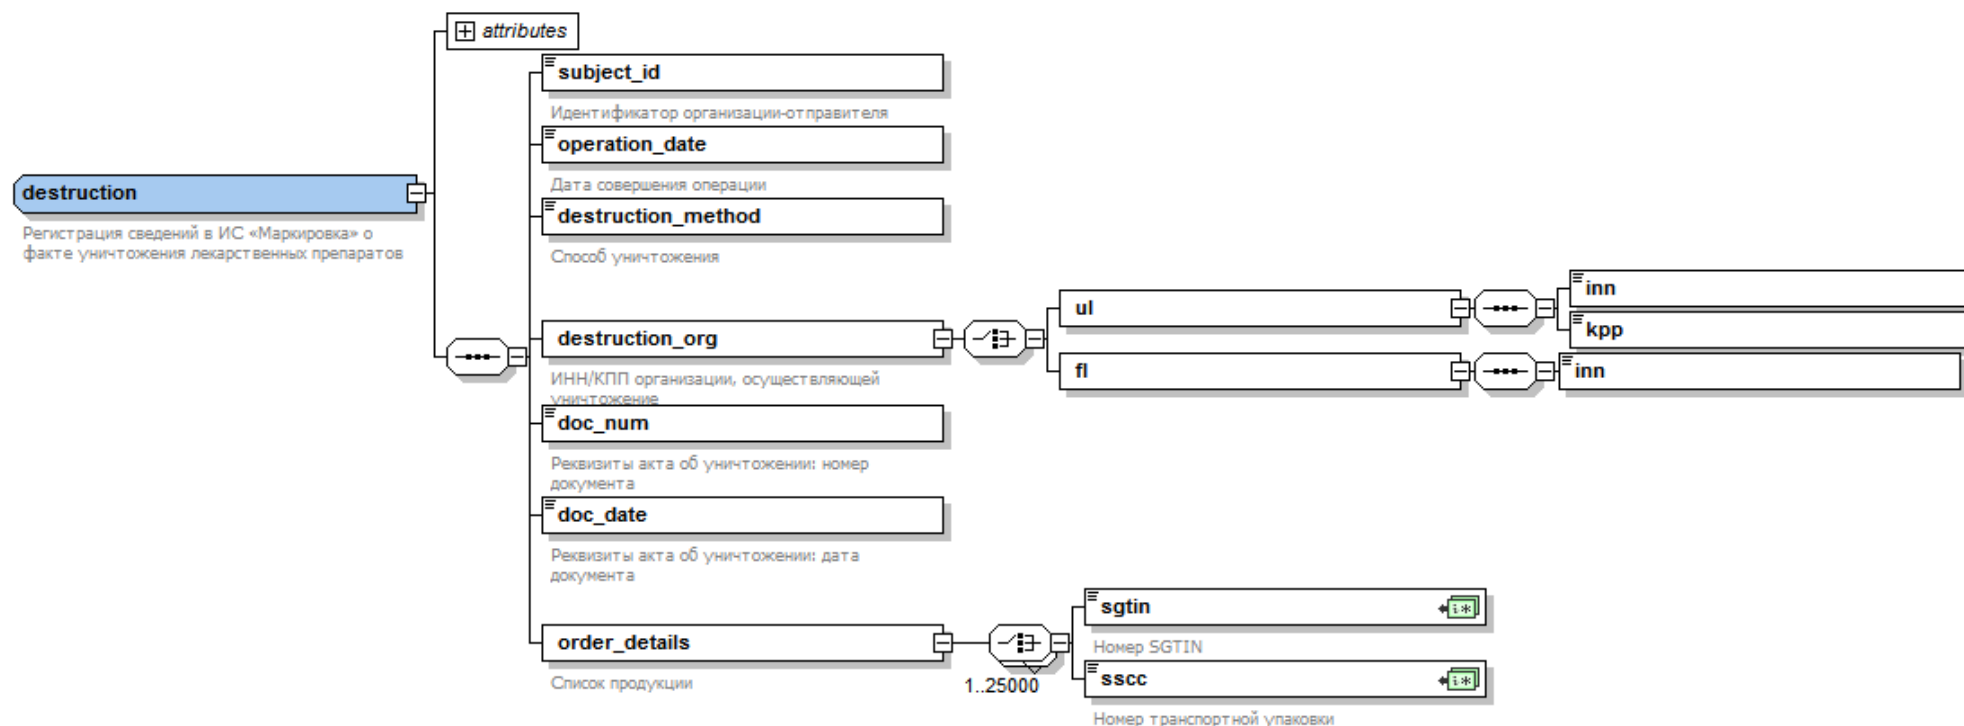 attributes
subject_id
Идентификатор организации-отправителя
operation_date
Дата совершения операции
destruction_method
Способ уничтожения
destruction
Регистрация сведений в ИС «Маркировка» о
факте уничтожения лекарственных препаратов
destruction_org
ИНН/КПП организации, осуществляющей
уничтожение
ul
inn
kpp
fl
inn
doc_num
Реквизиты акта об уничтожении: номер
документа
doc_date
Реквизиты акта об уничтожении: дата
документа
order_details
Список продукции
1..25000
sgtin
Номер SGTIN
sscc
Номер транспортной упаковки